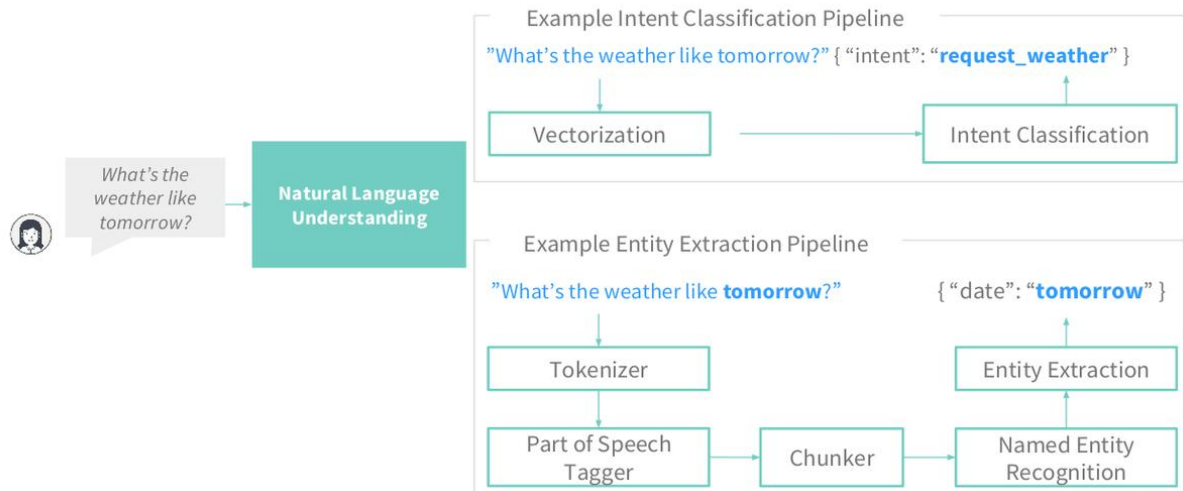 Example Intent Classification Pipeline
”What’s the weather like tomorrow?” { “intent”: “request_weather” }
Vectorization
Intent Classification
What’s the
weather like
tomorrow?
Natural Language
Understanding
Example Entity Extraction Pipeline
”What’s the weather like tomorrow?”
{ “date”: “tomorrow” }
Tokenizer
Entity Extraction
Part of Speech
Tagger
Chunker
Named Entity
Recognition